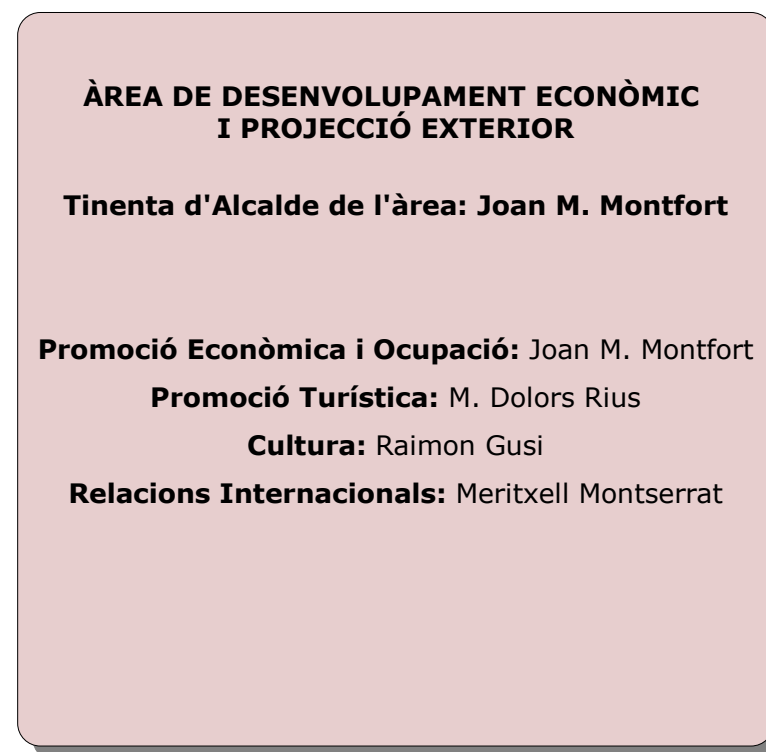 ÀREA DE DESENVOLUPAMENT ECONÒMIC
I PROJECCIÓ EXTERIOR
Tinenta d'Alcalde de l'àrea: Joan M. Montfort
Promoció Econòmica i Ocupació: Joan M. Montfort
Promoció Turística: M. Dolors Rius
Cultura: Raimon Gusi
Relacions Internacionals: Meritxell Montserrat